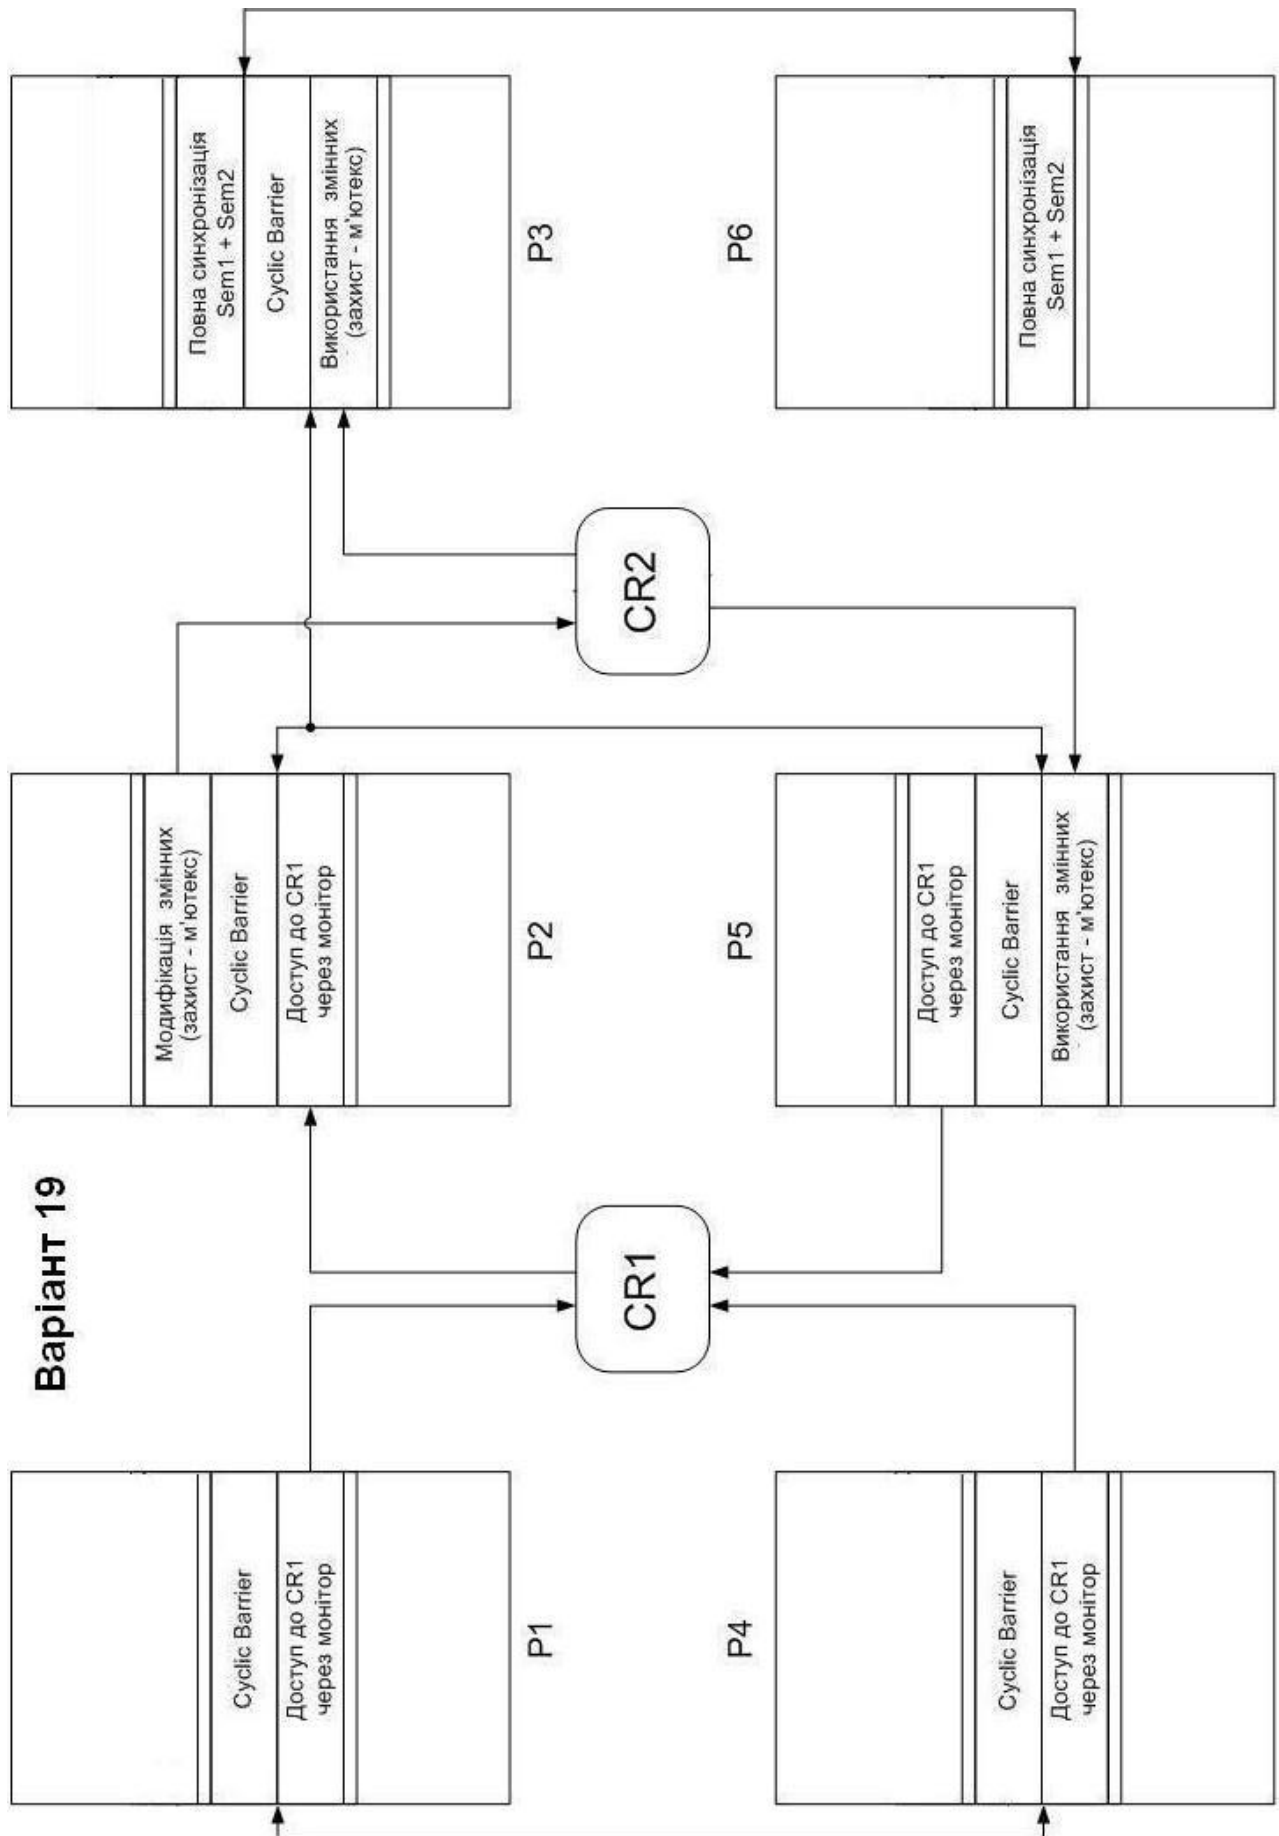 Варіант 19
Cyclic Barrier
Доступ до CR1
через монітор
P1
Модифікація змінних
(захист - м'ютекс)
Cyclic Barrier
Доступ до CR1
через монітор
P2
Повна синхронізація
Sem1 + Sem2
Cyclic Barrier
Використання змінних
(захист - м'ютекс)
P3
CR1
CR2
Cyclic Barrier
Доступ до CR1
через монітор
P4
Доступ до CR1
через монітор
Cyclic Barrier
Використання змінних
(захист - м'ютекс)
P5
Повна синхронізація
Sem1 + Sem2
P6